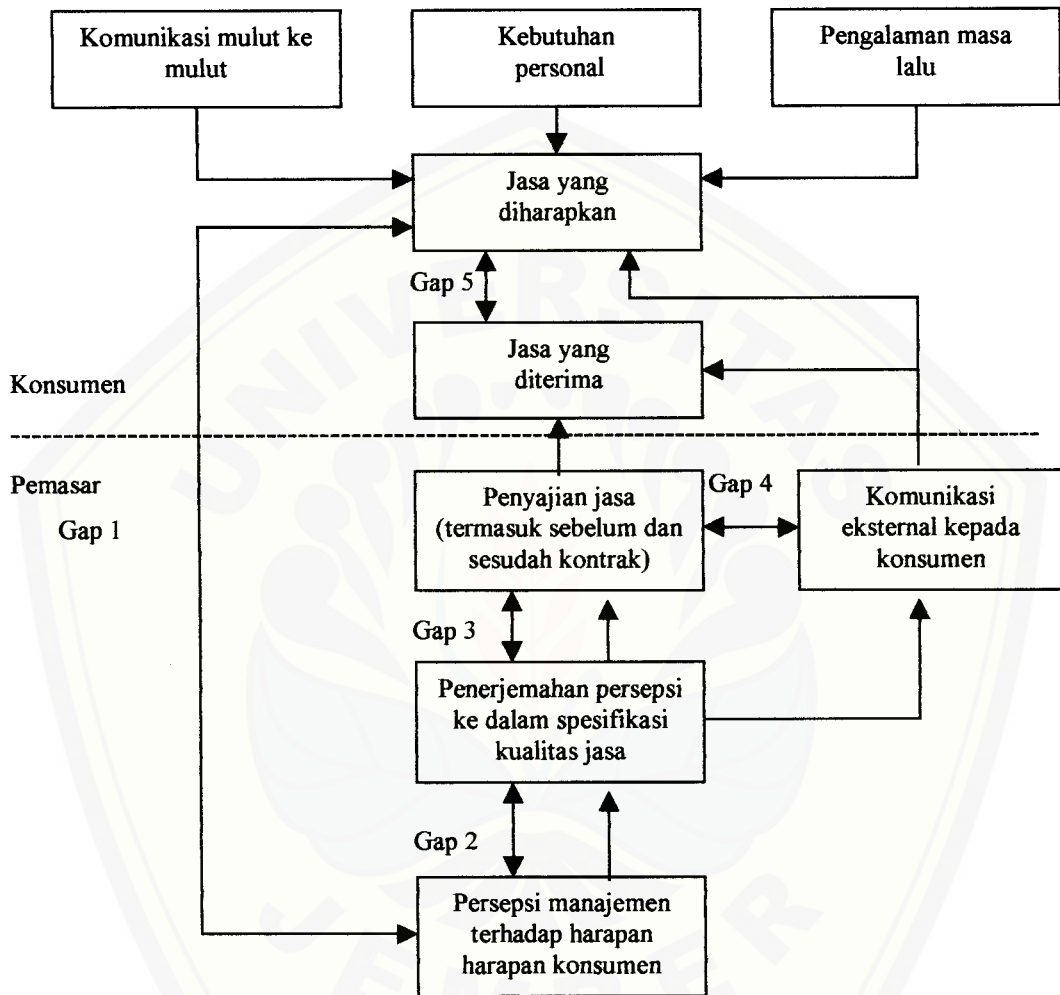 Komunikasi mulut ke
mulut
Kebutuhan
personal
Pengalaman masa
lalu
Jasa yang
diharapkan
Gap 5
Jasa yang
diterima
Konsumen
Pemasar
Gap 1
Penyajian jasa
(termasuk sebelum dan
sesudah kontrak)
Gap 4
Komunikasi
eksternal kepada
konsumen
Gap 3
Penerjemahan persepsi
ke dalam spesifikasi
kualitas jasa
Gap 2
Persepsi manajemen
terhadap harapan
harapan konsumen
UNIVERSITAS
JEMBER